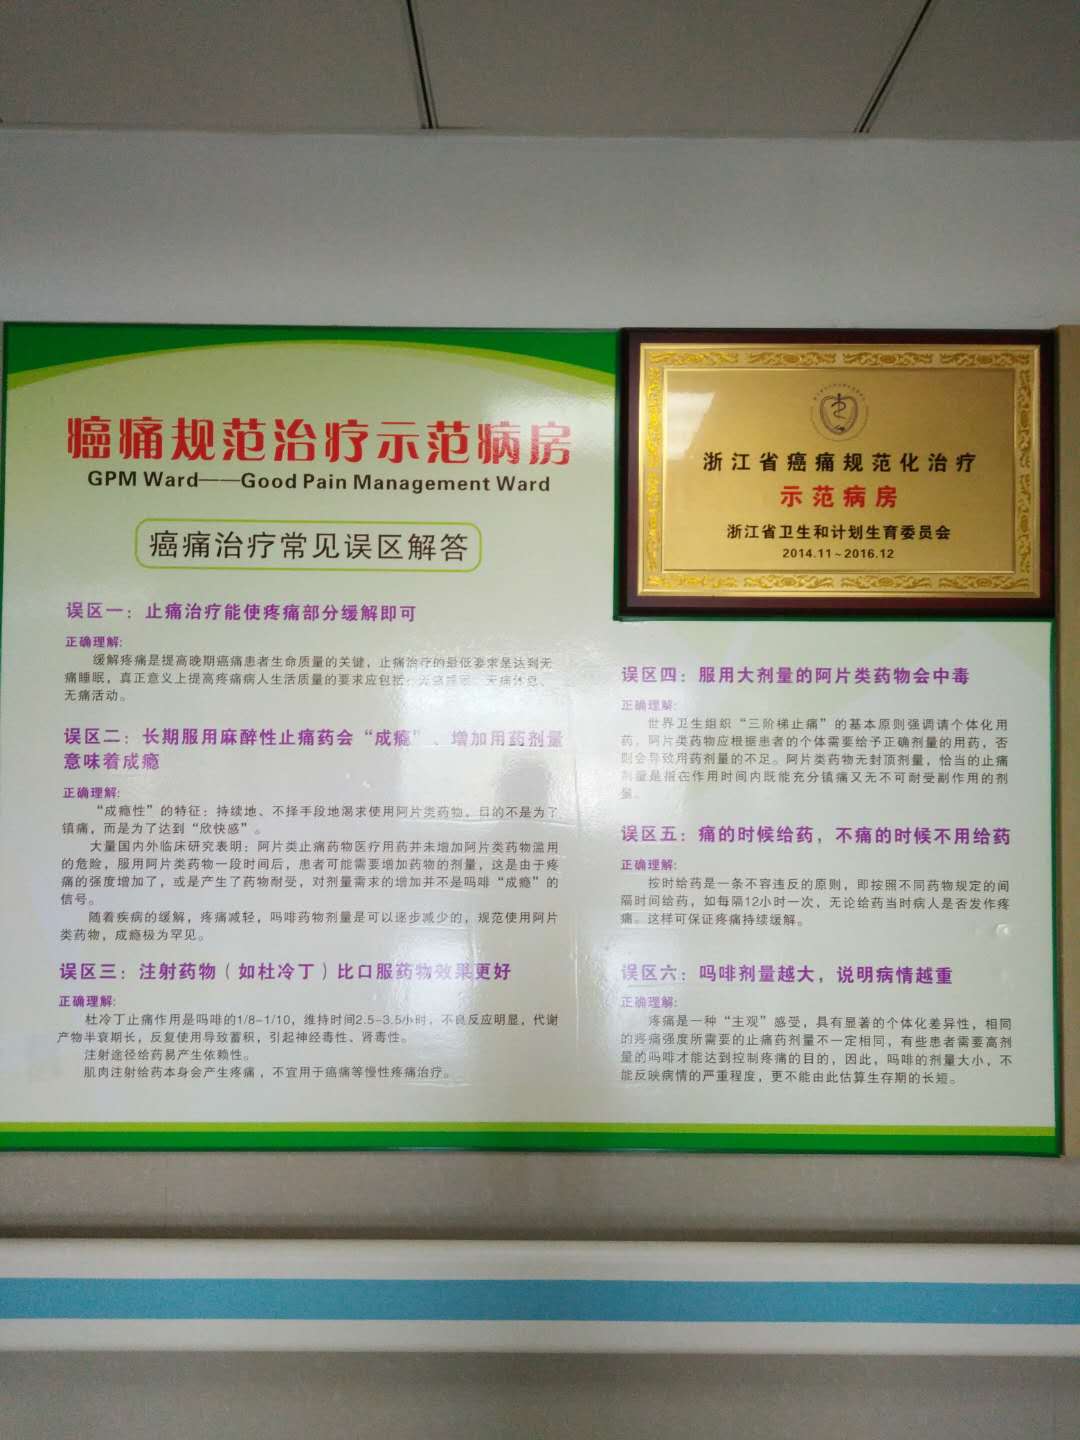 癌痛规范治疗示范病房
GPM Ward——Good Pain Management Ward
癌痛治疗常见误区解答
误区一：止痛治疗能使疼痛部分缓解即可
正确理解:
缓解疼痛是提高晚期癌痛患者生命质量的关键，止痛治疗的最低要求是达到无
痛睡眠，真正意义上提高疼痛病人生活质量的要求应包括：无痛睡眠、无痛休息、
无痛活动。
误区二：长期服用麻醉性止痛药会“成瘾”、增加用药剂量
意味着成瘾
正确理解:
“成瘾性”的特征：持续地、不择手段地渴求使用阿片类药物，目的不是为了
镇痛，而是为了达到“欣快感”。
大量国内外临床研究表明：阿片类止痛药物医疗用药并未增加阿片类药物滥用
的危险，服用阿片类药物一段时间后，患者可能需要增加药物的剂量，这是由于疼
痛的强度增加了，或是产生了药物耐受，对剂量需求的增加并不是吗啡“成瘾”的
信号。
随着疾病的缓解，疼痛减轻，吗啡药物剂量是可以逐步减少的，规范使用阿片
类药物，成瘾极为罕见。
误区三：注射药物（如杜冷丁）比口服药物效果更好
正确理解:
杜冷丁止痛作用是吗啡的1/8-1/10，维持时间2.5-3.5小时，不良反应明显，代谢
产物半衰期长，反复使用导致蓄积，引起神经毒性、肾毒性。
注射途径给药易产生依赖性。
肌肉注射给药本身会产生疼痛，不宜用于癌痛等慢性疼痛治疗。
浙江省癌痛规范化治疗
示范病房
浙江省卫生和计划生育委员会
2014.11~2016.12
误区四：服用大剂量的阿片类药物会中毒
正确理解:
世界卫生组织“三阶梯止痛”的基本原则强调请个体化用
药，阿片类药物应根据患者的个体需要给予正确剂量的用药，否
则会导致用药剂量的不足。阿片类药物无封顶剂量，恰当的止痛
剂量是指在作用时间内既能充分镇痛又无不可耐受副作用的剂
量。
误区五：痛的时候给药，不痛的时候不用给药
正确理解:
按时给药是一条不容违反的原则，即按照不同药物规定的间
隔时间给药，如每隔12小时一次，无论给药当时病人是否发作疼
痛。这样可保证疼痛持续缓解。
误区六：吗啡剂量越大，说明病情越重
正确理解:
疼痛是一种“主观”感受，具有显著的个体化差异性，相同
的疼痛强度所需要的止痛药剂量不一定相同，有些患者需要高剂
量的吗啡才能达到控制疼痛的目的，因此，吗啡的剂量大小，不
能反映病情的严重程度，更不能由此估算生存期的长短。